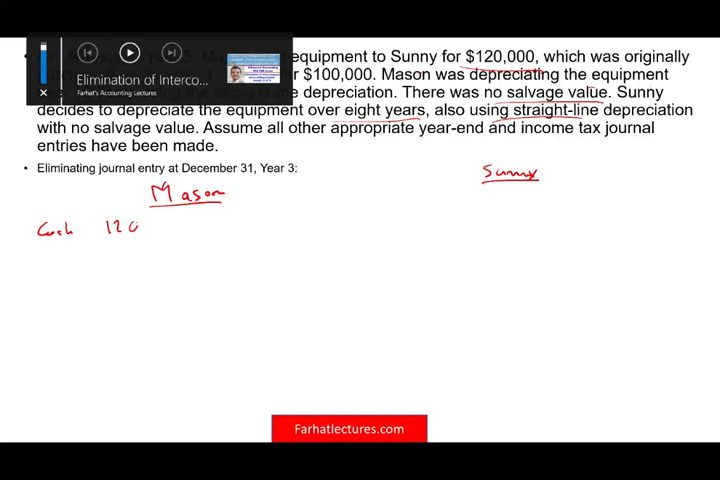 Elimination of Interco...
Farhat's Accounting Lectures
equipment to Sunny for $120,000, which was originally
for $100,000. Mason was depreciating the equipment
depreciation. There was no salvage value. Sunny
decides to depreciate the equipment over eight years, also using straight-line depreciation
with no salvage value. Assume all other appropriate year-end and income tax journal
entries have been made.
• Eliminating journal entry at December 31, Year 3:
Sunny
Mason
Cash 120
Farhatlectures.com